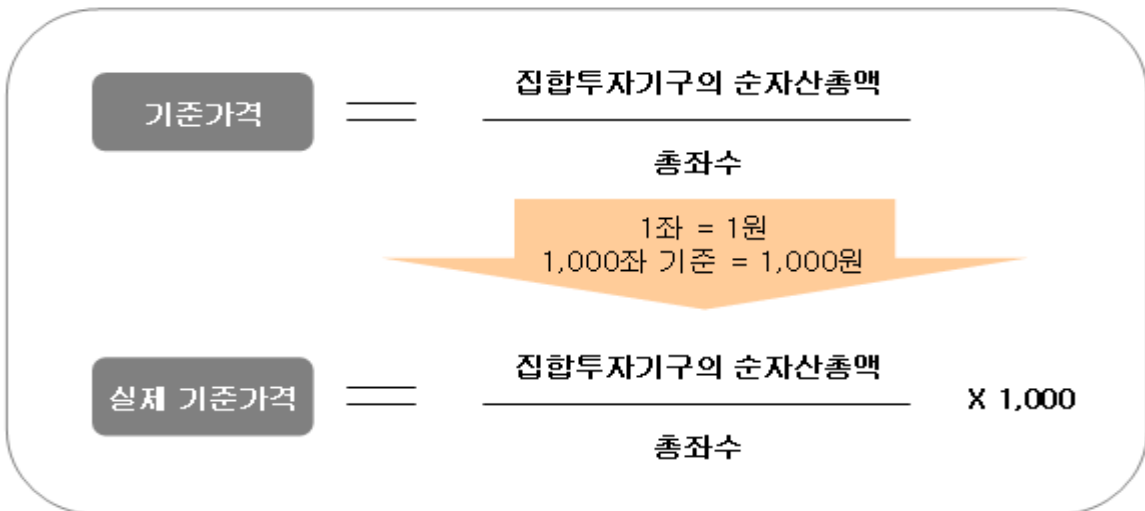 집합투자기구의 순자산총액
기준가격
총좌수
1좌 = 1원
1,000좌 기준 = 1,000원
집합투자기구의 순자산총액
실제 기준가격
X 1,000
총좌수